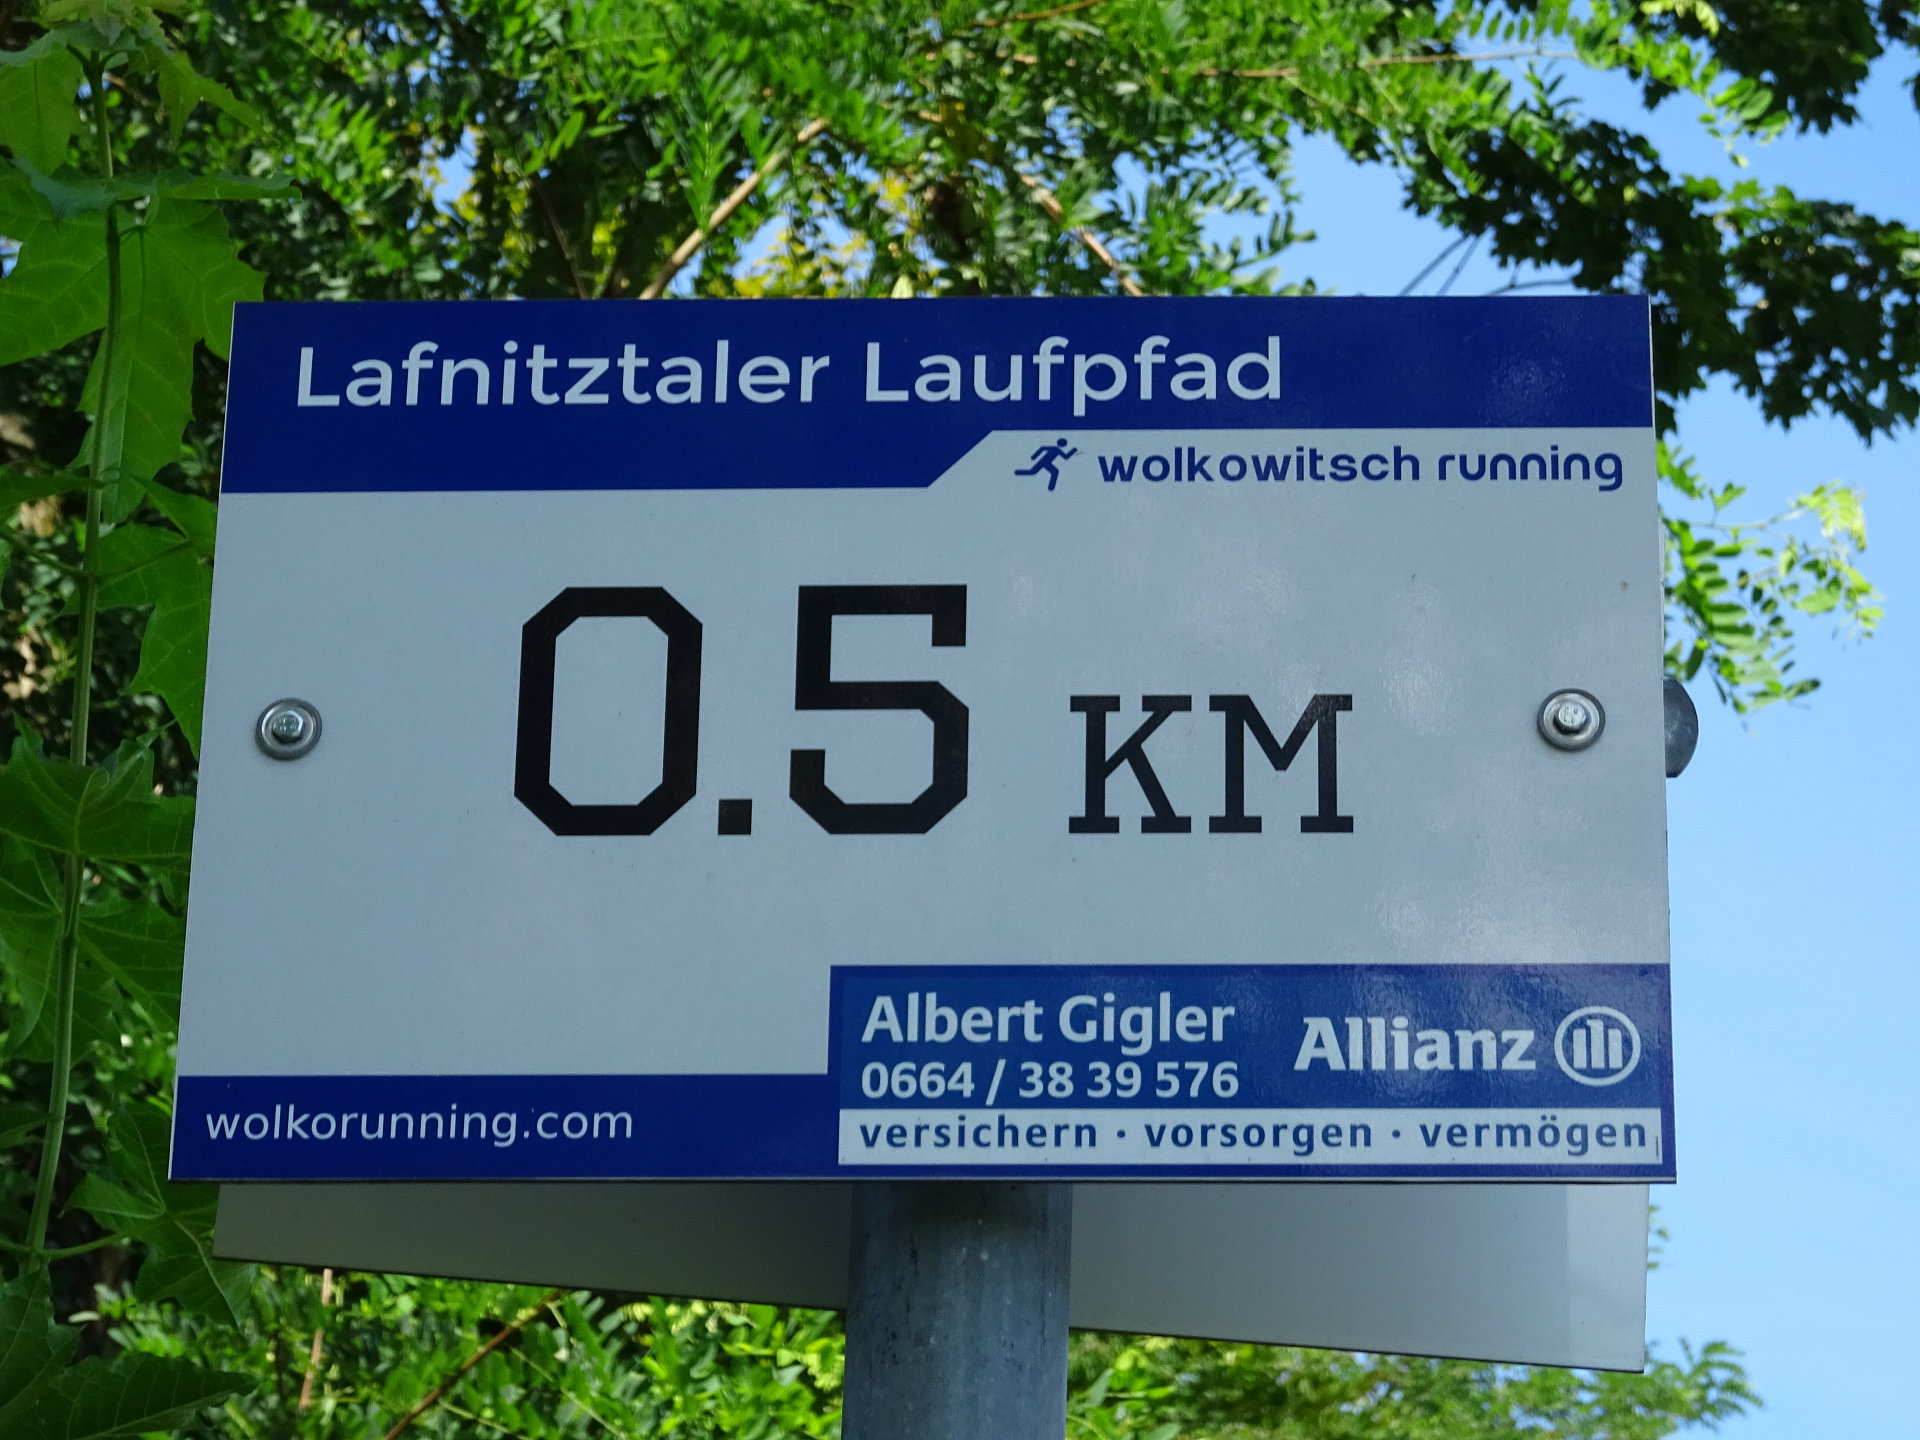 Lafnitztaler Laufpfad
wolkowitsch running
0.5 KM
Albert Gigler
0664 / 38 39 576
Allianz
versichern · vorsorgen · vermögen
wolkorunning.com